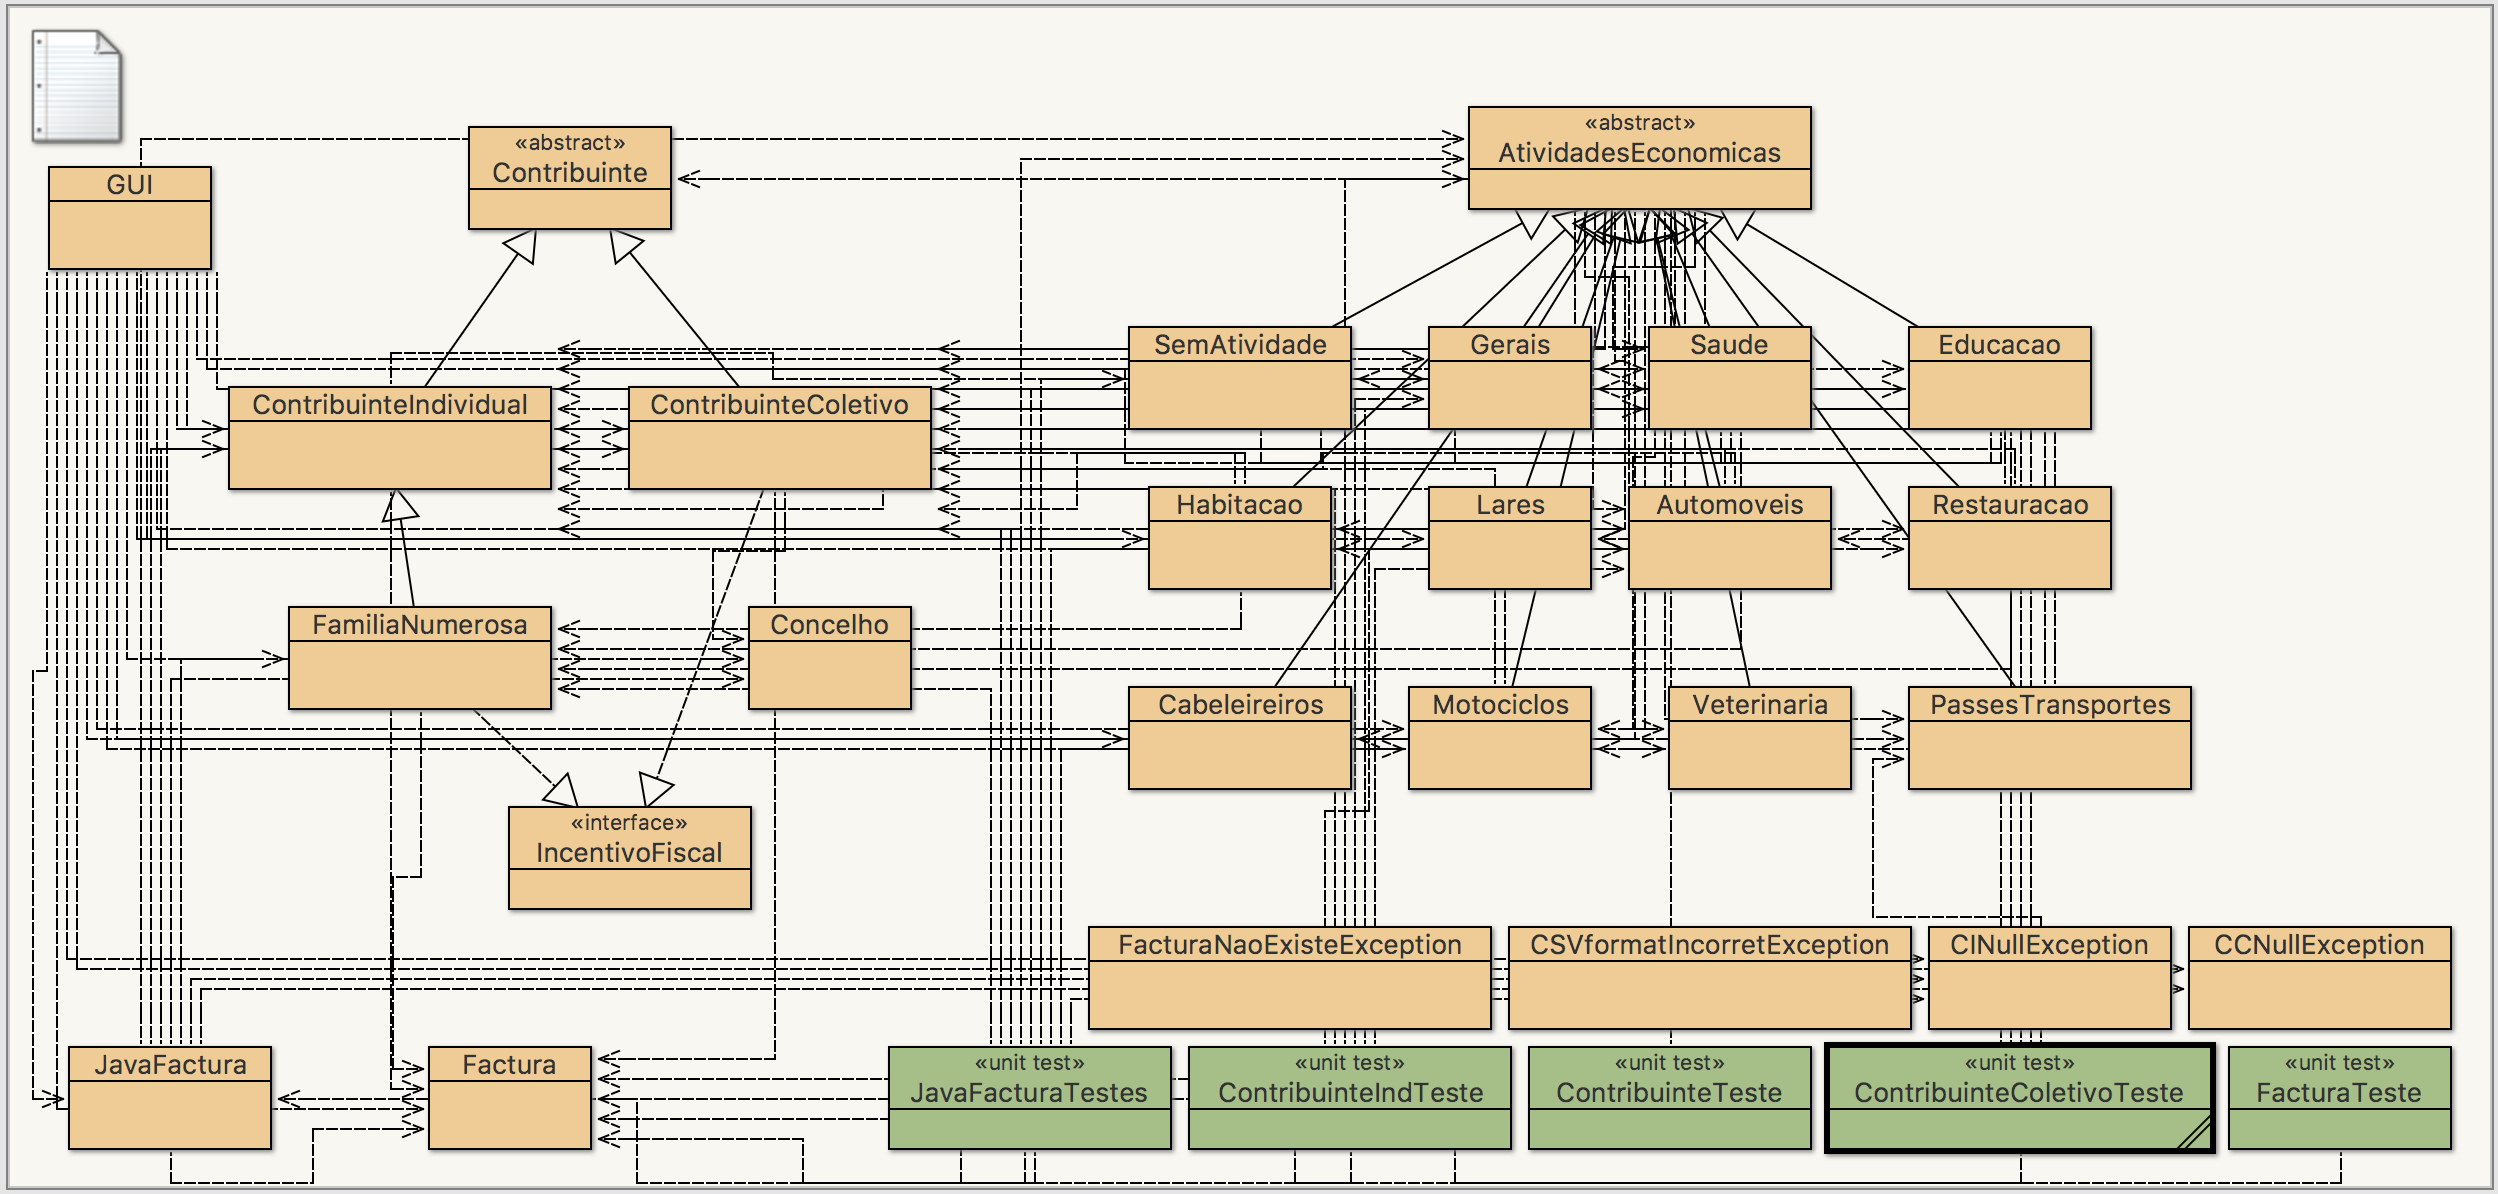 «abstract»
AtividadesEconomicas
«abstract»
Contribuinte
GUI
SemAtividade
Gerais
Saude
Educacao
ContribuinteIndividual
ContribuinteColetivo
Habitacao
Lares
Automoveis
Restauracao
FamiliaNumerosa
Concelho
Cabeleireiros
Motociclos
Veterinaria
PassesTransportes
«interface»
IncentivoFiscal
FacturaNaoExisteException
CSVformatIncorretException
CINullException
CCNullException
JavaFactura
Factura
«unit test»
JavaFacturaTestes
«unit test»
ContribuinteIndTeste
«unit test»
ContribuinteTeste
«unit test»
ContribuinteColetivoTeste
«unit test»
FacturaTeste